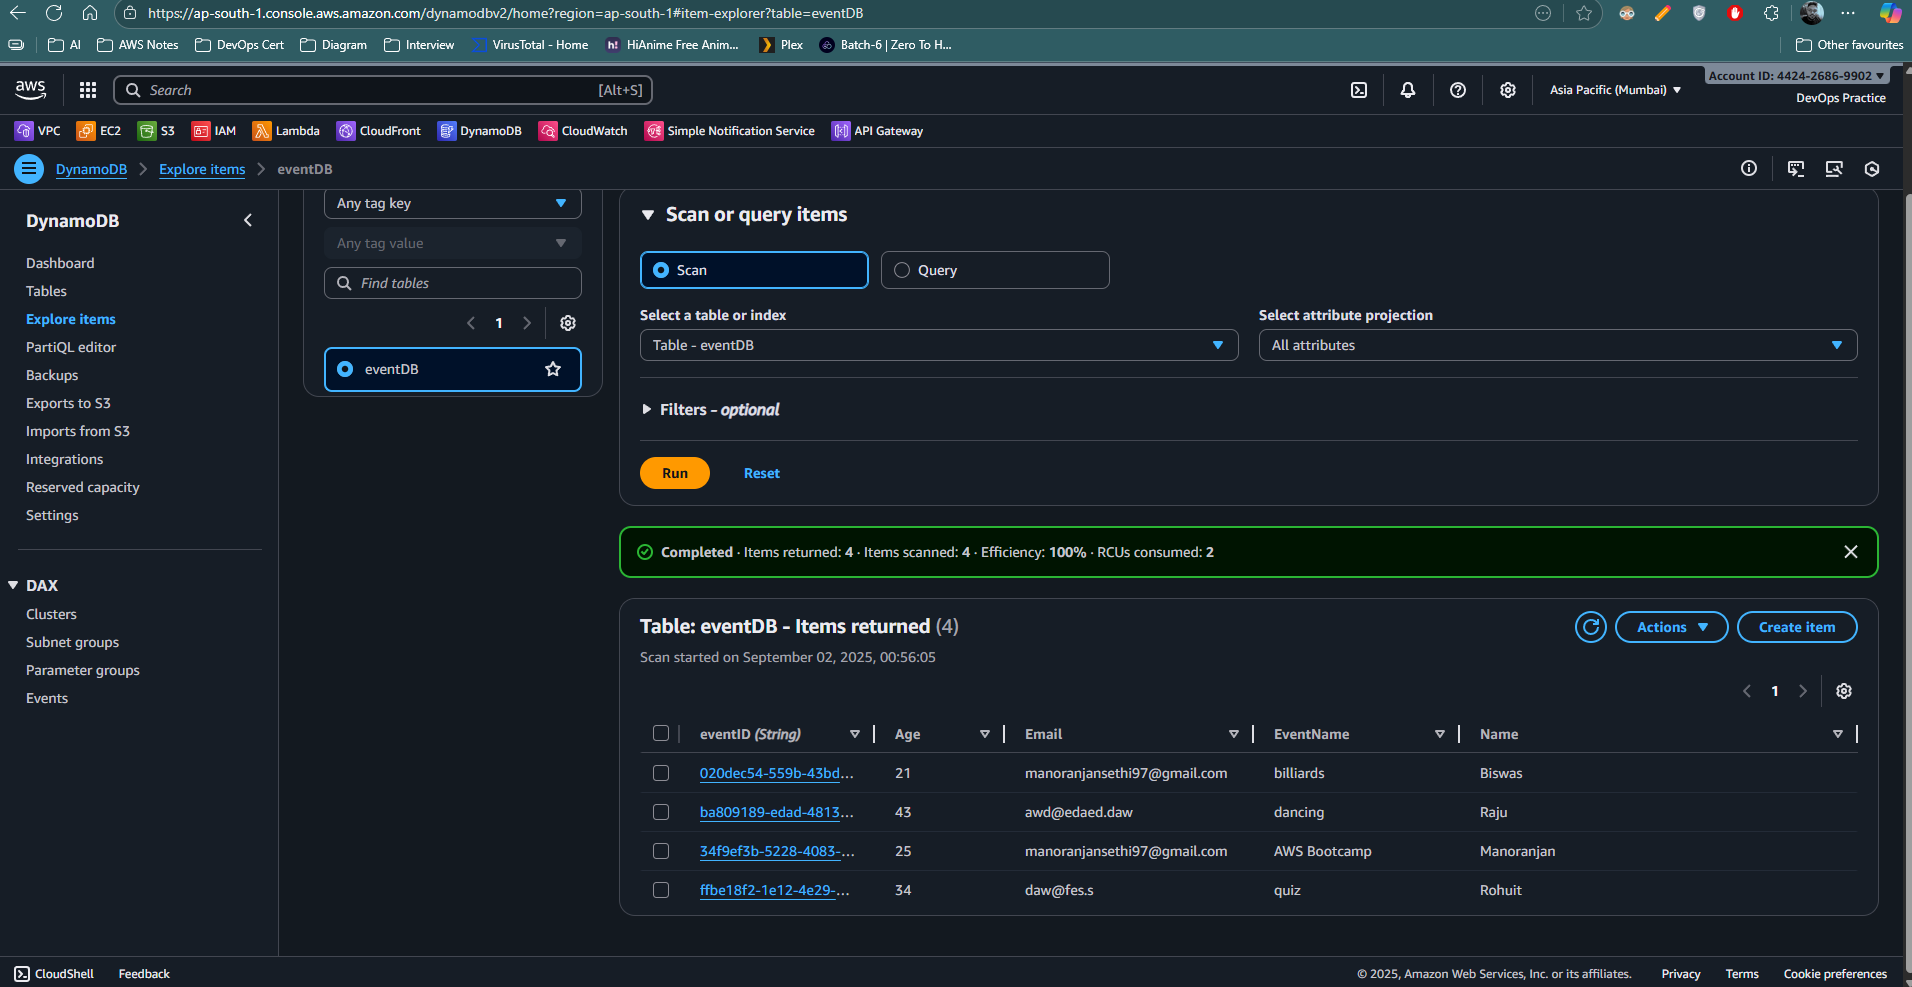 https://ap-south-1.console.aws.amazon.com/dynamodbv2/home?region=ap-south-1#item-explorer?table=eventDB
AI
AWS Notes
DevOps Cert
Diagram
Interview
VirusTotal - Home
h!
HiAnime Free Anim...
Plex
Batch-6 | Zero To H...
Other favourites
aws
Search
[Alt+S]
Asia Pacific (Mumbai)
Account ID: 4424-2686-9902
DevOps Practice
VPC
EC2
S3
IAM
Lambda
CloudFront
DynamoDB
CloudWatch
Simple Notification Service
API Gateway
DynamoDB
Explore items
eventDB
DynamoDB
Dashboard
Tables
Explore items
PartiQL editor
Backups
Exports to S3
Imports from S3
Integrations
Reserved capacity
Settings
DAX
Clusters
Subnet groups
Parameter groups
Events
Any tag key
Any tag value
Find tables
1
eventDB
Scan or query items
Scan
Query
Select a table or index
Table - eventDB
Select attribute projection
All attributes
Filters - optional
Run
Reset
Completed · Items returned: 4 · Items scanned: 4 · Efficiency: 100% · RCUs consumed: 2
Table: eventDB - Items returned (4)
Scan started on September 02, 2025, 00:56:05
Actions
Create item
1
eventID (String) Age Email EventName Name
020dec54-559b-43bd... 21 manoranjansethi97@gmail.com billiards Biswas
ba809189-edad-4813... 43 awd@edaed.daw dancing Raju
34f9ef3b-5228-4083-... 25 manoranjansethi97@gmail.com AWS Bootcamp Manoranjan
ffbe18f2-1e12-4e29-... 34 daw@fes.s quiz Rohuit
CloudShell
Feedback
© 2025, Amazon Web Services, Inc. or its affiliates.
Privacy
Terms
Cookie preferences